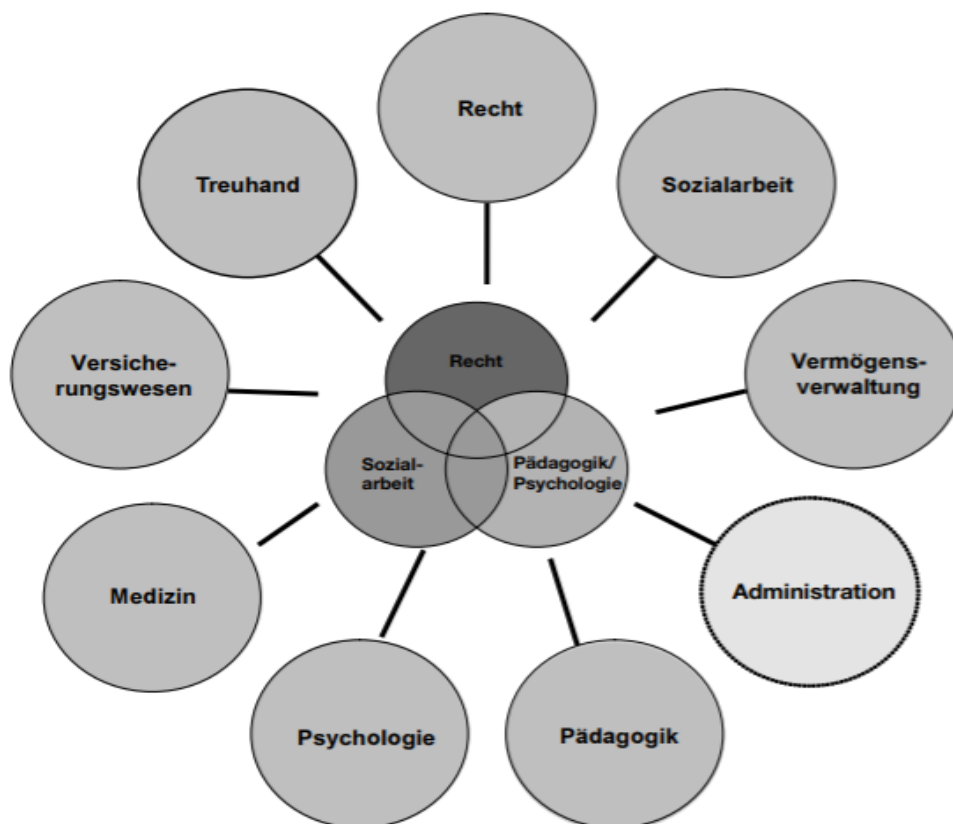 Recht
Treuhand
Sozialarbeit
Versiche-
rungswesen
Recht
Vermögens-
verwaltung
Sozial-
arbeit
Pädagogik/
Psychologie
Medizin
Administration
Psychologie
Pädagogik